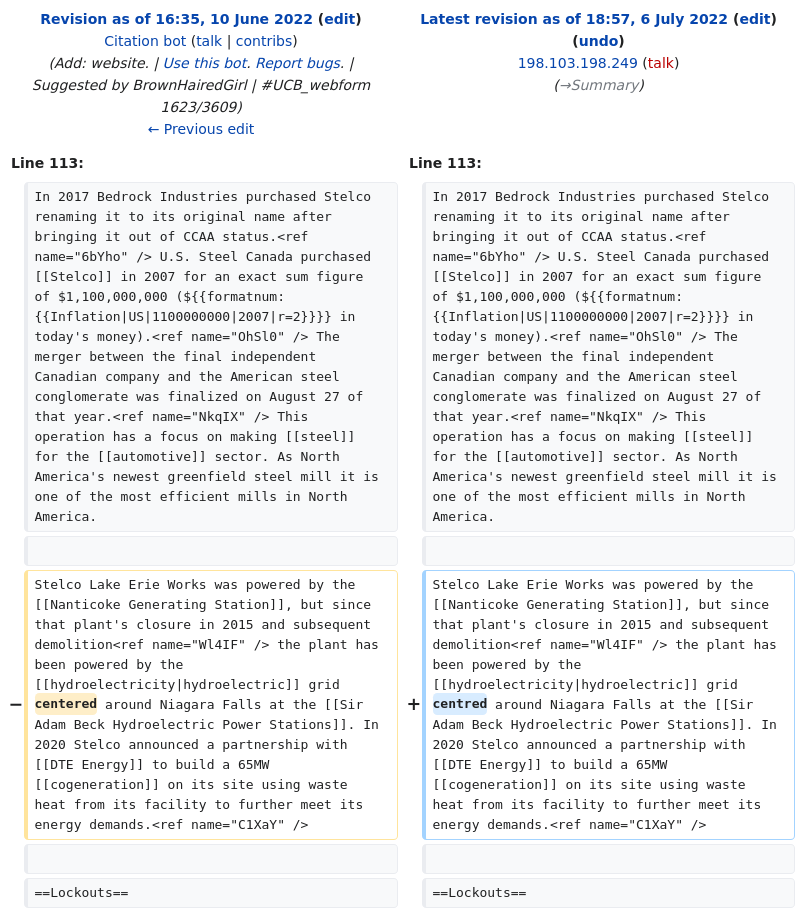 Revision as of 16:35, 10 June 2022 (edit)
Citation bot (talk | contribs)
(Add: website. | Use this bot. Report bugs. |
Suggested by BrownHairedGirl | #UCB_webform
1623/3609)
← Previous edit
Latest revision as of 18:57, 6 July 2022 (edit)
(undo)
198.103.198.249 (talk)
(→Summary)
Line 113:
In 2017 Bedrock Industries purchased Stelco
renaming it to its original name after
bringing it out of CCAA status.<ref
name="6bYho" /> U.S. Steel Canada purchased
[[Stelco]] in 2007 for an exact sum figure
of $1,100,000,000 (${{formatnum:
{{Inflation|US|1100000000|2007|r=2}}}} in
today's money).<ref name="OhSl0" /> The
merger between the final independent
Canadian company and the American steel
conglomerate was finalized on August 27 of
that year.<ref name="NkqIX" /> This
operation has a focus on making [[steel]]
for the [[automotive]] sector. As North
America's newest greenfield steel mill it is
one of the most efficient mills in North
America.
− Stelco Lake Erie Works was powered by the
[[Nanticoke Generating Station]], but since
that plant's closure in 2015 and subsequent
demolition<ref name="Wl4IF" /> the plant has
been powered by the
[[hydroelectricity|hydroelectric]] grid
centered around Niagara Falls at the [[Sir
Adam Beck Hydroelectric Power Stations]]. In
2020 Stelco announced a partnership with
[[DTE Energy]] to build a 65MW
[[cogeneration]] on its site using waste
heat from its facility to further meet its
energy demands.<ref name="C1XaY" />
==Lockouts==
Line 113:
In 2017 Bedrock Industries purchased Stelco
renaming it to its original name after
bringing it out of CCAA status.<ref
name="6bYho" /> U.S. Steel Canada purchased
[[Stelco]] in 2007 for an exact sum figure
of $1,100,000,000 (${{formatnum:
{{Inflation|US|1100000000|2007|r=2}}}} in
today's money).<ref name="OhSl0" /> The
merger between the final independent
Canadian company and the American steel
conglomerate was finalized on August 27 of
that year.<ref name="NkqIX" /> This
operation has a focus on making [[steel]]
for the [[automotive]] sector. As North
America's newest greenfield steel mill it is
one of the most efficient mills in North
America.
+ Stelco Lake Erie Works was powered by the
[[Nanticoke Generating Station]], but since
that plant's closure in 2015 and subsequent
demolition<ref name="Wl4IF" /> the plant has
been powered by the
[[hydroelectricity|hydroelectric]] grid
centred around Niagara Falls at the [[Sir
Adam Beck Hydroelectric Power Stations]]. In
2020 Stelco announced a partnership with
[[DTE Energy]] to build a 65MW
[[cogeneration]] on its site using waste
heat from its facility to further meet its
energy demands.<ref name="C1XaY" />
==Lockouts==